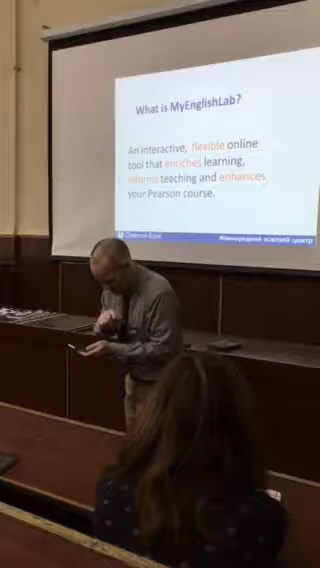 What is MyEnglishLab?
An interactive, flexible online
tool that enriches learning,
informs teaching and enhances
your Pearson course.
Міжнародний освітній центр